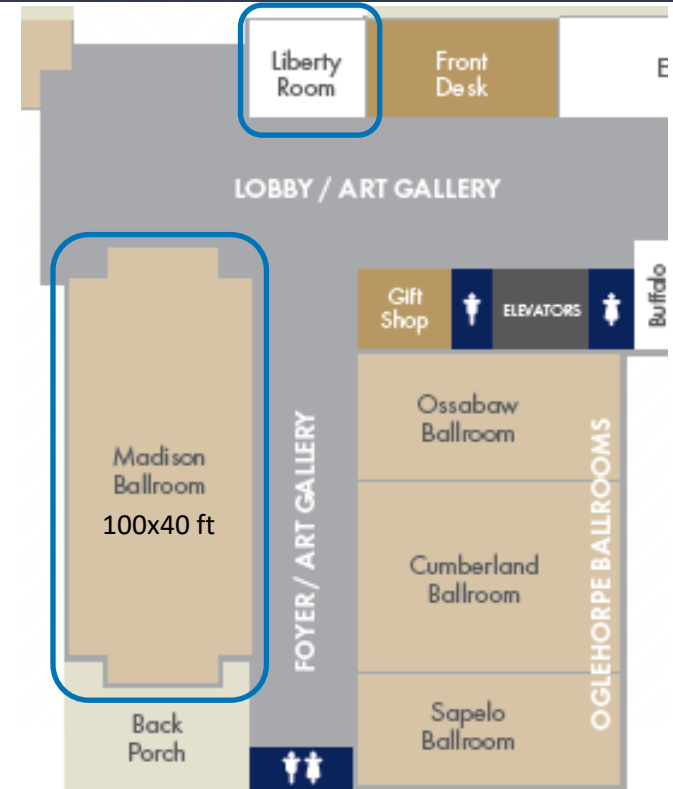 Liberty
Room
Front
Desk
E
LOBBY / ART GALLERY
Gift
Shop
ELEVATORS
Buffalo
Ossabaw
Ballroom
Madison
Ballroom
100x40 ft
FOYER / ART GALLERY
Cumberland
Ballroom
OGLEHORPE BALLROOMS
Sapelo
Ballroom
Back
Porch